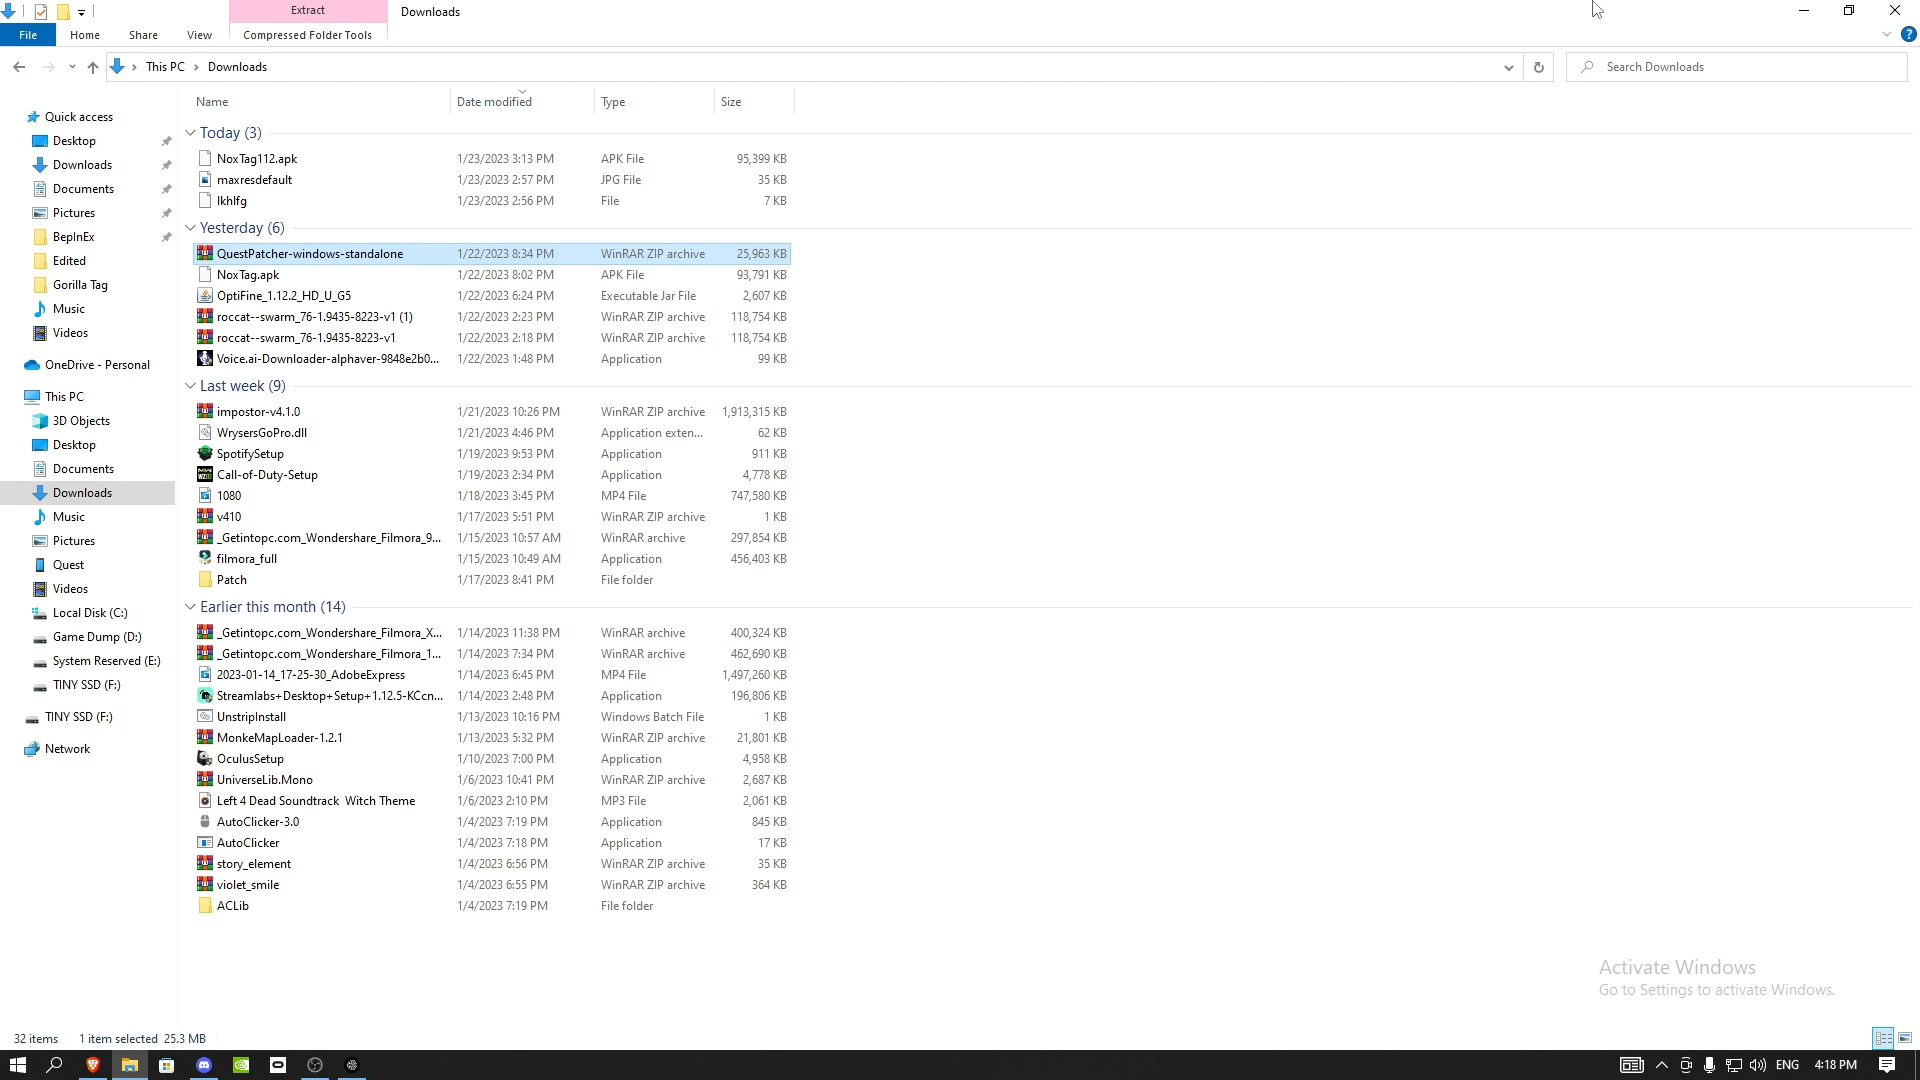 Extract
Downloads
File
Home
Share
View
Compressed Folder Tools
This PC
Downloads
Search Downloads
Name
Date modified
Type
Size
Quick access
Desktop
Downloads
Documents
Pictures
BepInEx
Edited
Gorilla Tag
Music
Videos
OneDrive - Personal
This PC
3D Objects
Desktop
Documents
Downloads
Music
Pictures
Quest
Videos
Local Disk (C:)
Game Dump (D:)
System Reserved (E:)
TINY SSD (F:)
TINY SSD (F:)
Network
Today (3)
NoxTag112.apk 1/23/2023 3:13 PM APK File 95,399 KB
maxresdefault 1/23/2023 2:57 PM JPG File 35 KB
lkhlfg 1/23/2023 2:56 PM File 7 KB
Yesterday (6)
QuestPatcher-windows-standalone 1/22/2023 8:34 PM WinRAR ZIP archive 25,963 KB
NoxTag.apk 1/22/2023 8:02 PM APK File 93,791 KB
OptiFine_1.12.2_HD_U_G5 1/22/2023 6:24 PM Executable Jar File 2,607 KB
roccat--swarm_76-1.9435-8223-v1 (1) 1/22/2023 2:23 PM WinRAR ZIP archive 118,754 KB
roccat--swarm_76-1.9435-8223-v1 1/22/2023 2:18 PM WinRAR ZIP archive 118,754 KB
Voice.ai-Downloader-alphaver-9848e2b0... 1/22/2023 1:48 PM Application 99 KB
Last week (9)
impostor-v4.1.0 1/21/2023 10:26 PM WinRAR ZIP archive 1,913,315 KB
WrysersGoPro.dll 1/21/2023 4:46 PM Application exten... 62 KB
SpotifySetup 1/19/2023 9:53 PM Application 911 KB
Call-of-Duty-Setup 1/19/2023 2:34 PM Application 4,778 KB
1080 1/18/2023 3:45 PM MP4 File 747,580 KB
v410 1/17/2023 5:51 PM WinRAR ZIP archive 1 KB
_Getintopc.com_Wondershare_Filmora_9... 1/15/2023 10:57 AM WinRAR archive 297,854 KB
filmora_full 1/15/2023 10:49 AM Application 456,403 KB
Patch 1/17/2023 8:41 PM File folder
Earlier this month (14)
_Getintopc.com_Wondershare_Filmora_X... 1/14/2023 11:38 PM WinRAR archive 400,324 KB
_Getintopc.com_Wondershare_Filmora_1... 1/14/2023 7:34 PM WinRAR archive 462,690 KB
2023-01-14_17-25-30_AdobeExpress 1/14/2023 6:45 PM MP4 File 1,497,260 KB
Streamlabs+Desktop+Setup+1.12.5-KCcn... 1/14/2023 2:48 PM Application 196,806 KB
UnstripInstall 1/13/2023 10:16 PM Windows Batch File 1 KB
MonkeMapLoader-1.2.1 1/13/2023 5:32 PM WinRAR ZIP archive 21,801 KB
OculusSetup 1/10/2023 7:00 PM Application 4,958 KB
UniverseLib.Mono 1/6/2023 10:41 PM WinRAR ZIP archive 2,687 KB
Left 4 Dead Soundtrack Witch Theme 1/6/2023 2:10 PM MP3 File 2,061 KB
AutoClicker-3.0 1/4/2023 7:19 PM Application 845 KB
AutoClicker 1/4/2023 7:18 PM Application 17 KB
story_element 1/4/2023 6:56 PM WinRAR ZIP archive 35 KB
violet_smile 1/4/2023 6:55 PM WinRAR ZIP archive 364 KB
ACLib 1/4/2023 7:19 PM File folder
Activate Windows
Go to Settings to activate Windows.
32 items 1 item selected 25.3 MB
ENG 4:18 PM